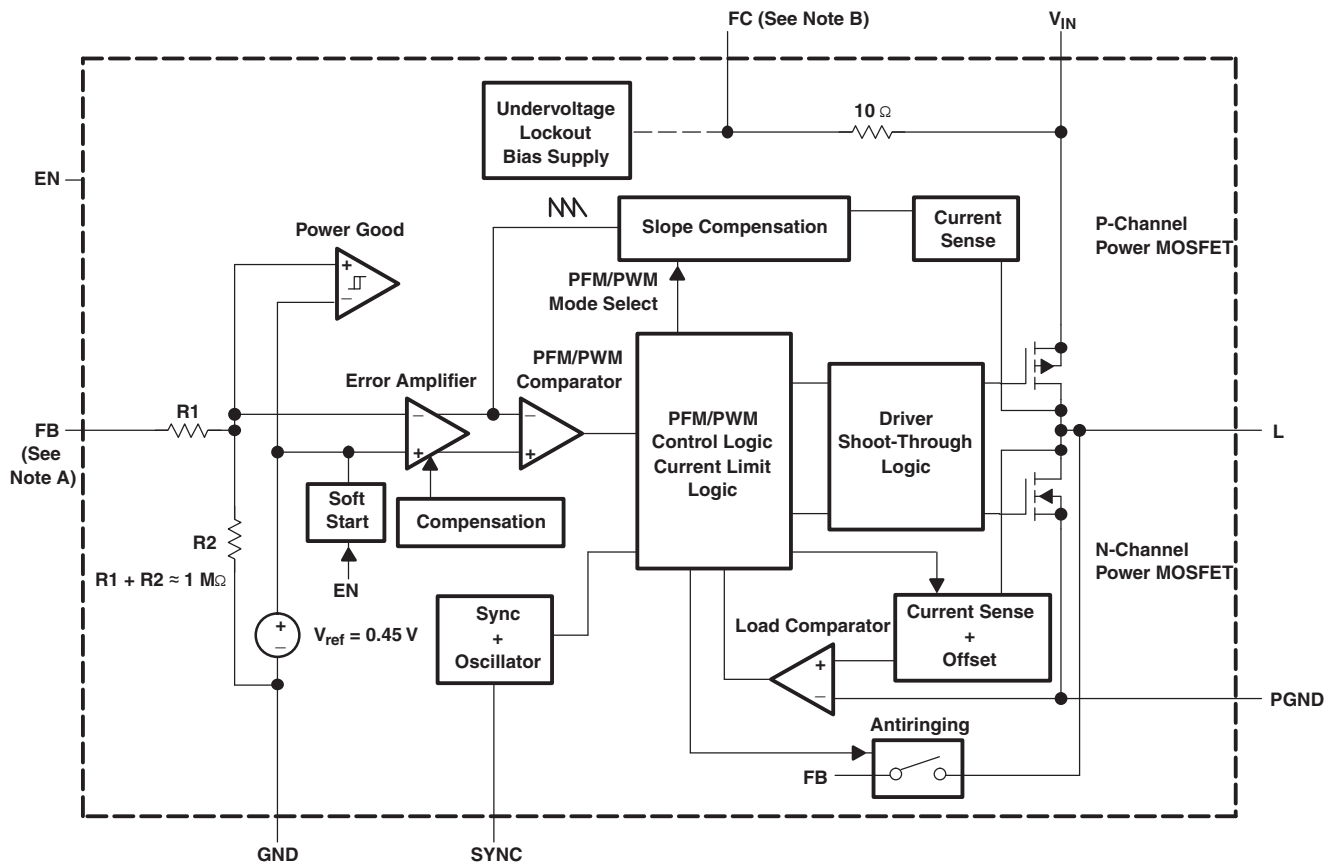 FC (See Note B)
V_IN
Undervoltage
Lockout
Bias Supply
10 Ω
EN
Power Good
+
−
Slope Compensation
Current
Sense
P-Channel
Power MOSFET
PFM/PWM
Mode Select
PFM/PWM
Comparator
Error Amplifier
R1
FB
(See
Note A)
−
+
−
+
PFM/PWM
Control Logic
Current Limit
Logic
Driver
Shoot-Through
Logic
L
Soft
Start
Compensation
R2
R1 + R2 ≈ 1 MΩ
EN
N-Channel
Power MOSFET
+
−
V_ref = 0.45 V
Sync
+
Oscillator
Load Comparator
+
−
Current Sense
+
Offset
PGND
Antiringing
FB
GND
SYNC